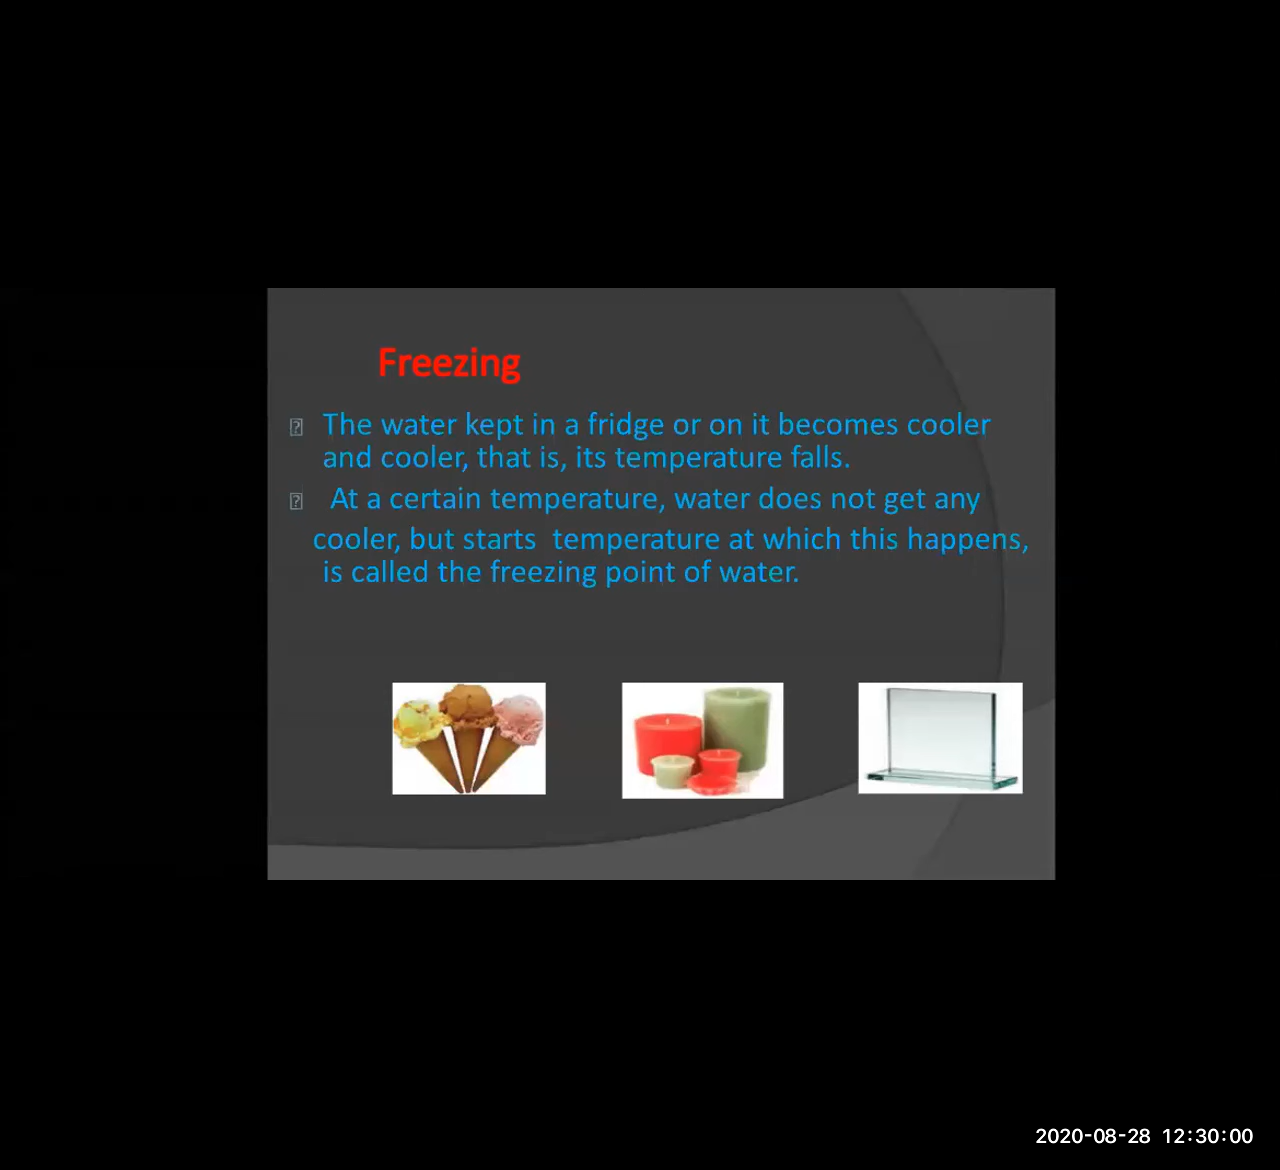 Freezing
The water kept in a fridge or on it becomes cooler
and cooler, that is, its temperature falls.
At a certain temperature, water does not get any
cooler, but starts  temperature at which this happens,
is called the freezing point of water.
2020-08-28 12:30:00